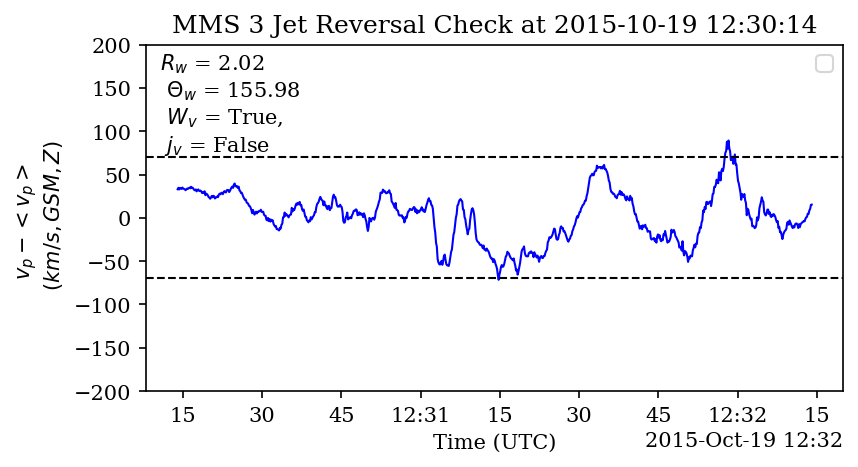 MMS 3 Jet Reversal Check at 2015-10-19 12:30:14
R_w = 2.02
Θ_w = 155.98
W_v = True,
j_v = False
200
150
100
50
0
−50
−100
−150
−200
v_p − < v_p >
(km/s, GSM, Z)
15 30 45 12:31 15 30 45 12:32 15
Time (UTC)
2015-Oct-19 12:32